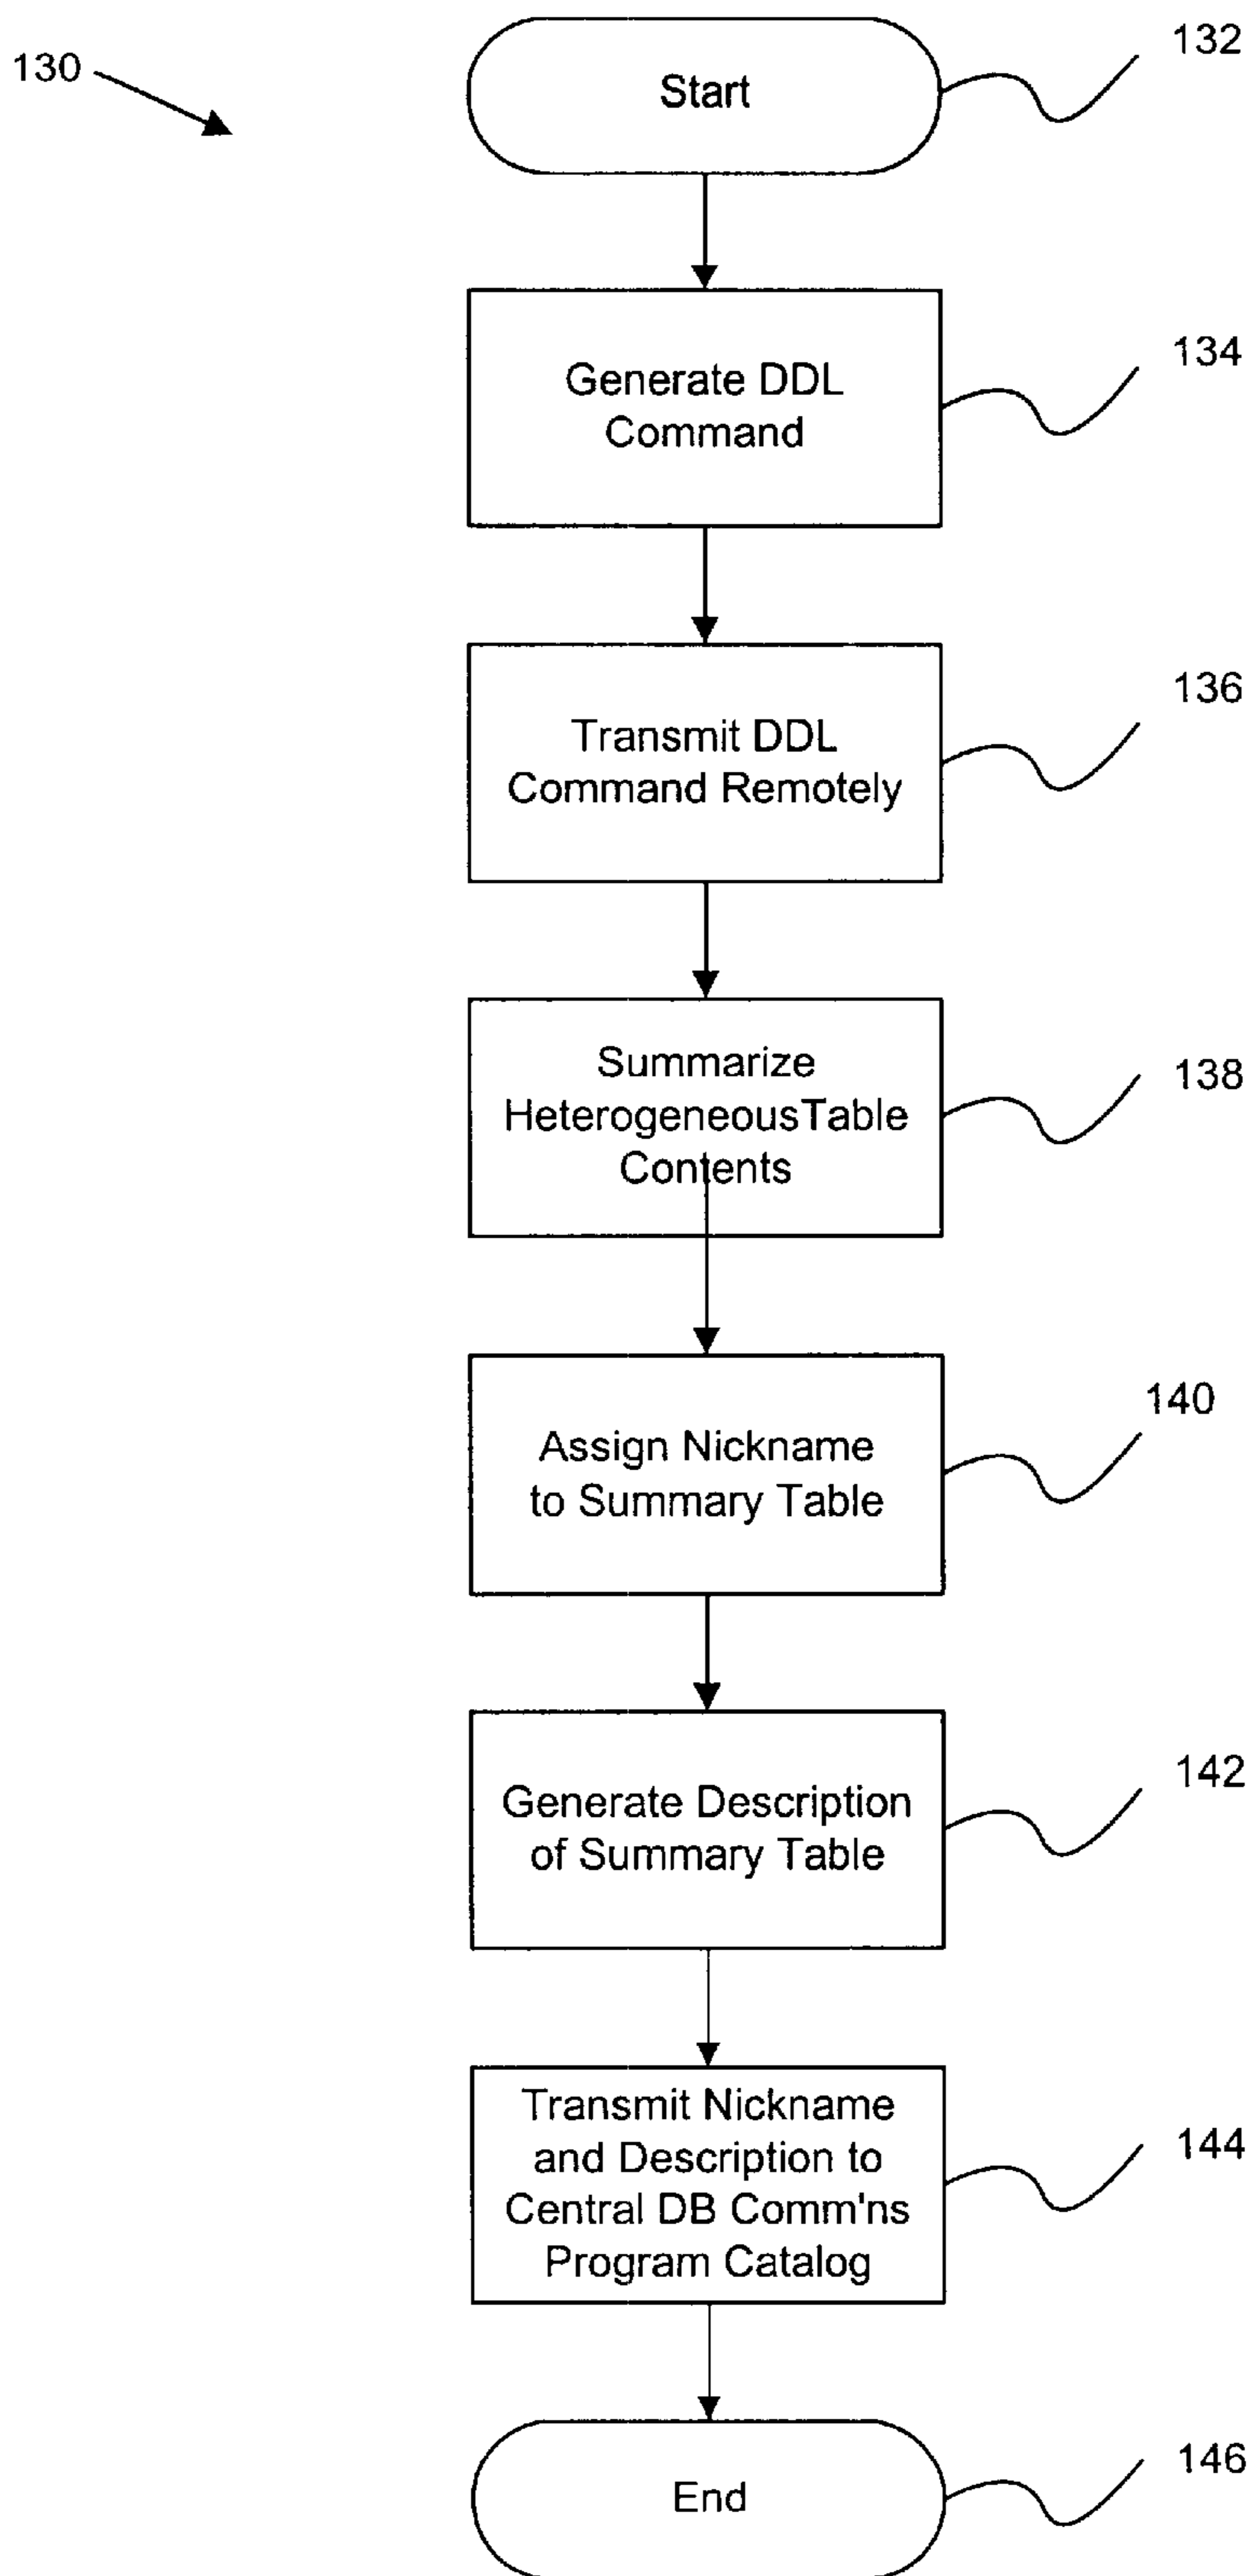 130
Start
132
Generate DDL
Command
134
Transmit DDL
Command Remotely
136
Summarize
HeterogeneousTable
Contents
138
Assign Nickname
to Summary Table
140
Generate Description
of Summary Table
142
Transmit Nickname
and Description to
Central DB Comm'ns
Program Catalog
144
End
146